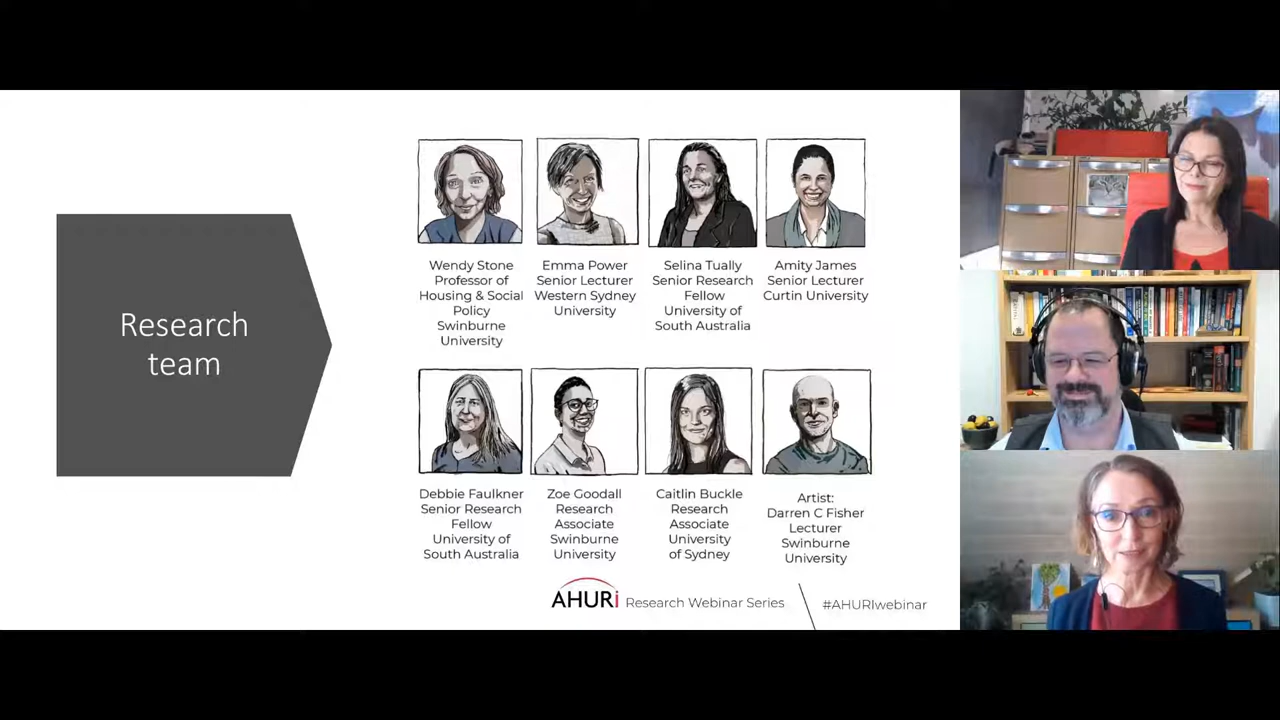 Research
team
Wendy Stone
Professor of
Housing & Social
Policy
Swinburne
University
Emma Power
Senior Lecturer
Western Sydney
University
Selina Tually
Senior Research
Fellow
University of
South Australia
Amity James
Senior Lecturer
Curtin University
Debbie Faulkner
Senior Research
Fellow
University of
South Australia
Zoe Goodall
Research
Associate
Swinburne
University
Caitlin Buckle
Research
Associate
University
of Sydney
Artist:
Darren C Fisher
Lecturer
Swinburne
University
AHURi Research Webinar Series
#AHURIwebinar